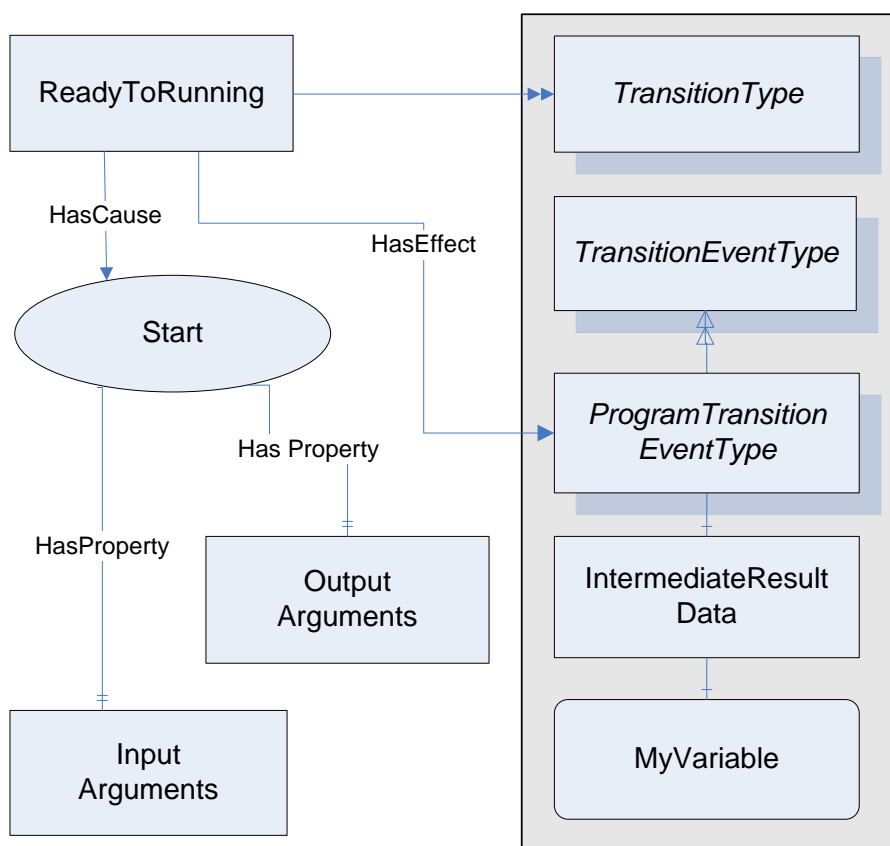 ReadyToRunning
TransitionType
HasCause
HasEffect
TransitionEventType
Start
ProgramTransition
EventType
Has Property
HasProperty
Output
Arguments
IntermediateResult
Data
Input
Arguments
MyVariable